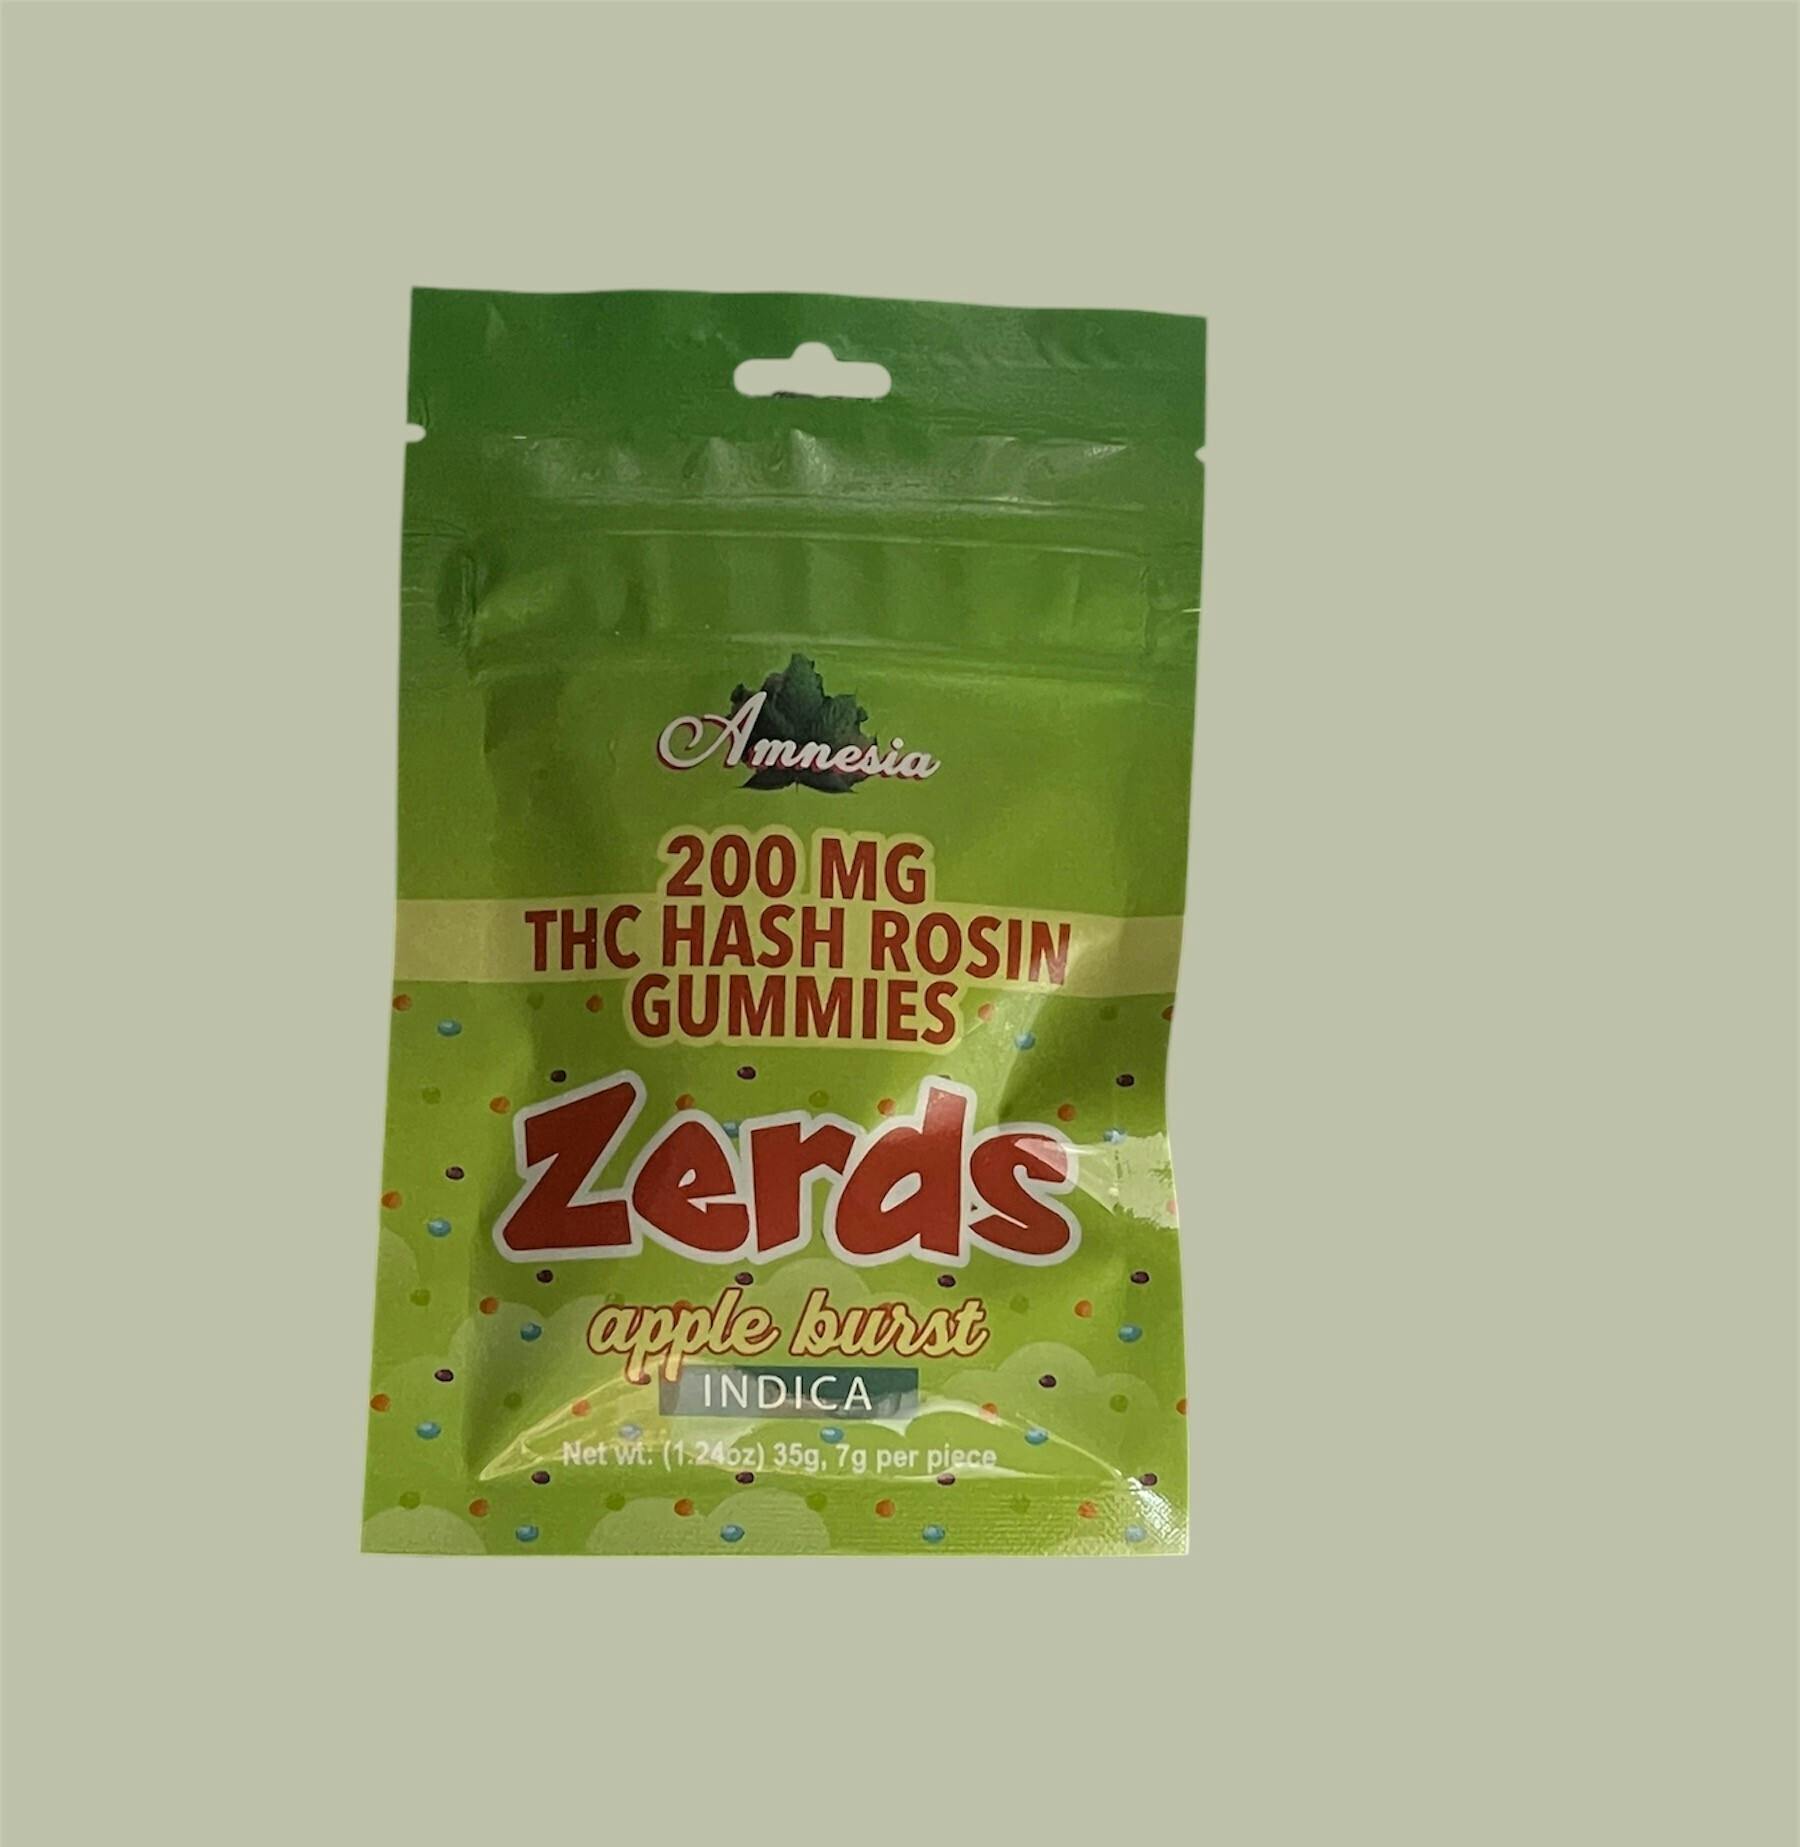 Amnesia
200 MG
THC HASH ROSIN
GUMMIES
Zerds
apple burst
INDICA
Net wt: (1.24oz) 35g, 7g per piece